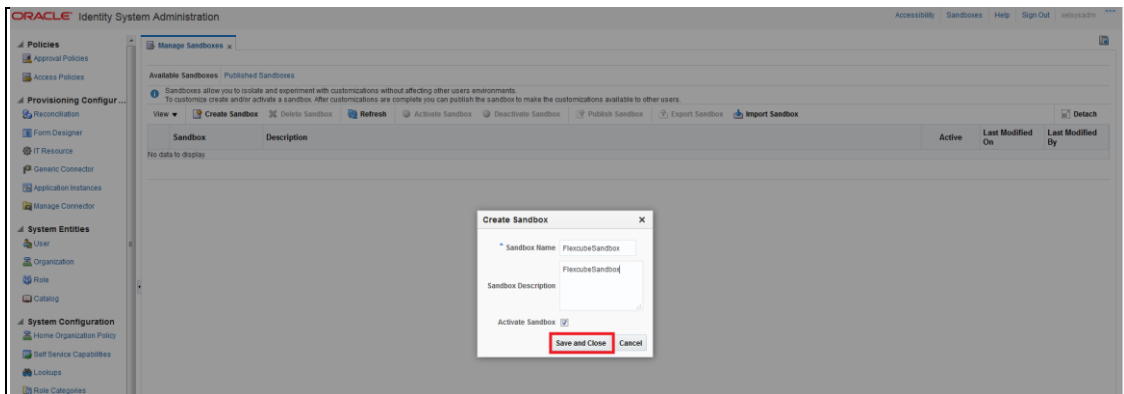 ORACLE Identity System Administration
Accessibility Sandboxes Help Sign Out xelsysadm
Policies
Approval Policies
Access Policies
Provisioning Configur...
Reconciliation
Form Designer
IT Resource
Generic Connector
Application Instances
Manage Connector
System Entities
User
Organization
Role
Catalog
System Configuration
Home Organization Policy
Self Service Capabilities
Lookups
Role Categories
Manage Sandboxes
Available Sandboxes Published Sandboxes
Sandboxes allow you to isolate and experiment with customizations without affecting other users environments.
To customize create and/or activate a sandbox. After customizations are complete you can publish the sandbox to make the customizations available to other users.
View Create Sandbox Delete Sandbox Refresh Activate Sandbox Deactivate Sandbox Publish Sandbox Export Sandbox Import Sandbox Detach
Sandbox Description Active Last Modified On Last Modified By
No data to display
Create Sandbox
* Sandbox Name FlexcubeSandbox
Sandbox Description FlexcubeSandbox
Activate Sandbox
Save and Close Cancel